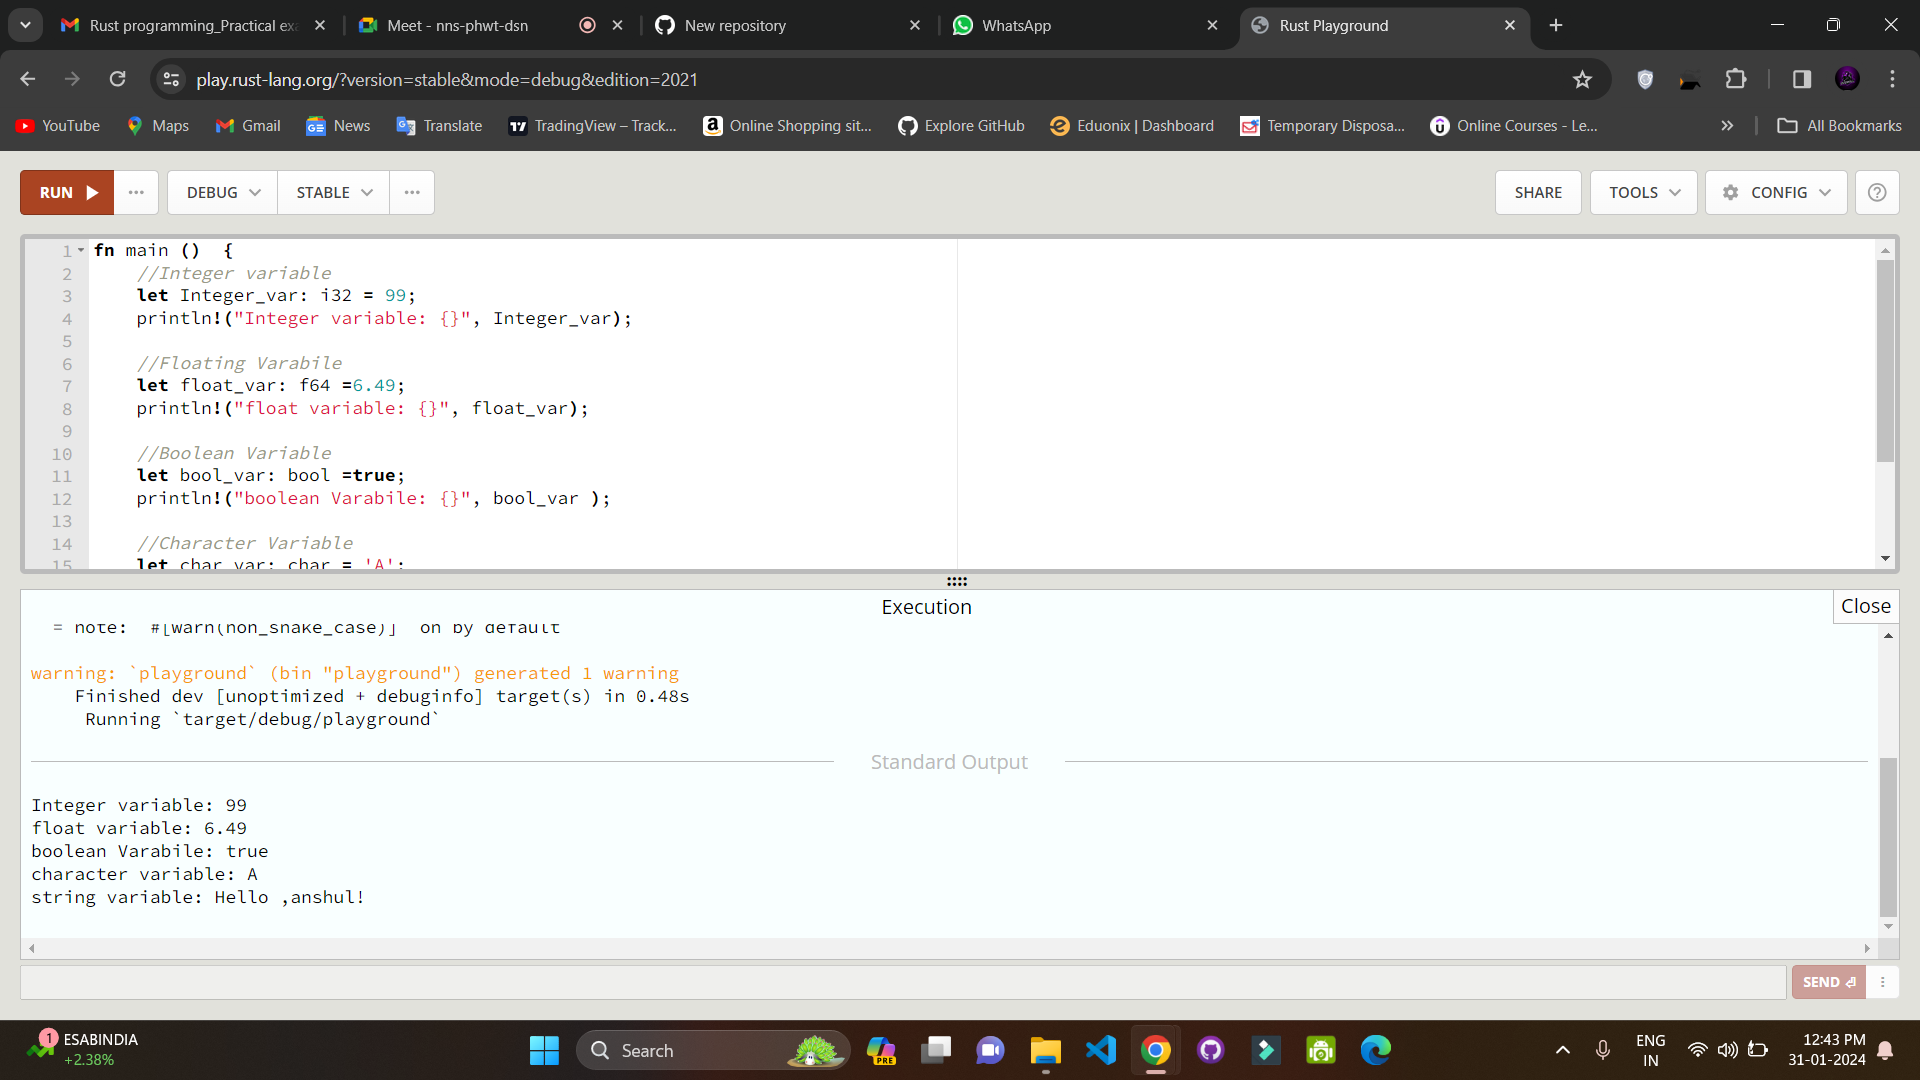 Rust programming_Practical exa
Meet - nns-phwt-dsn
New repository
WhatsApp
Rust Playground
play.rust-lang.org/?version=stable&mode=debug&edition=2021
YouTube
Maps
Gmail
News
Translate
TradingView – Track...
Online Shopping sit...
Explore GitHub
Eduonix | Dashboard
Temporary Disposa...
Online Courses - Le...
All Bookmarks
RUN
DEBUG
STABLE
SHARE
TOOLS
CONFIG
1 fn main ()  {
2     //Integer variable
3     let Integer_var: i32 = 99;
4     println!("Integer variable: {}", Integer_var);
5
6     //Floating Varabile
7     let float_var: f64 =6.49;
8     println!("float variable: {}", float_var);
9
10     //Boolean Variable
11     let bool_var: bool =true;
12     println!("boolean Varabile: {}", bool_var );
13
14     //Character Variable
15     let char_var: char = 'A';
Execution
Close
= note: `#[warn(non_snake_case)]` on by default
warning: `playground` (bin "playground") generated 1 warning
Finished dev [unoptimized + debuginfo] target(s) in 0.48s
Running `target/debug/playground`
Standard Output
Integer variable: 99
float variable: 6.49
boolean Varabile: true
character variable: A
string variable: Hello ,anshul!
SEND
1
ESABINDIA
+2.38%
Search
PRE
ENG
IN
12:43 PM
31-01-2024